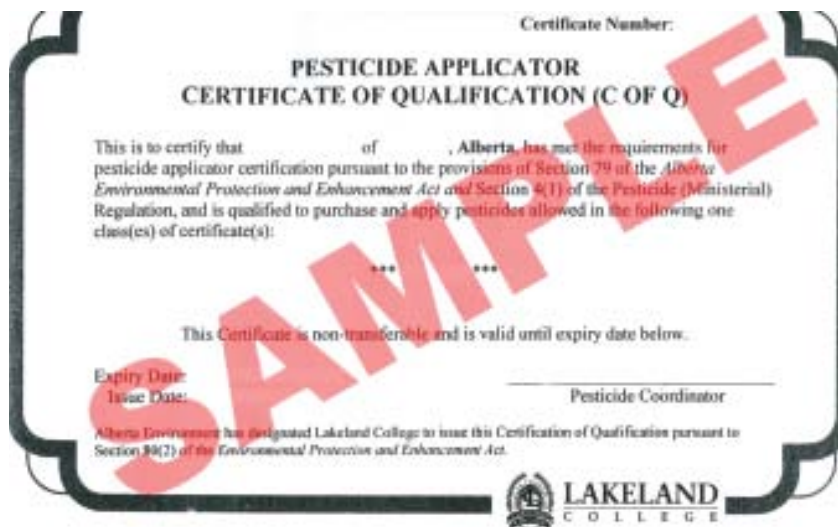 Certificate Number:
PESTICIDE APPLICATOR
CERTIFICATE OF QUALIFICATION (C OF Q)
This is to certify that of , Alberta, has met the requirements for
pesticide applicator certification pursuant to the provisions of Section 79 of the Alberta
Environmental Protection and Enhancement Act and Section 4(1) of the Pesticide (Ministerial)
Regulation, and is qualified to purchase and apply pesticides allowed in the following one
class(es) of certificate(s):
*** ***
SAMPLE
This Certificate is non-transferable and is valid until expiry date below.
Expiry Date:
Issue Date:
Pesticide Coordinator
Alberta Environment has designated Lakeland College to issue this Certification of Qualification pursuant to
Section 80(2) of the Environmental Protection and Enhancement Act.
LAKELAND
COLLEGE